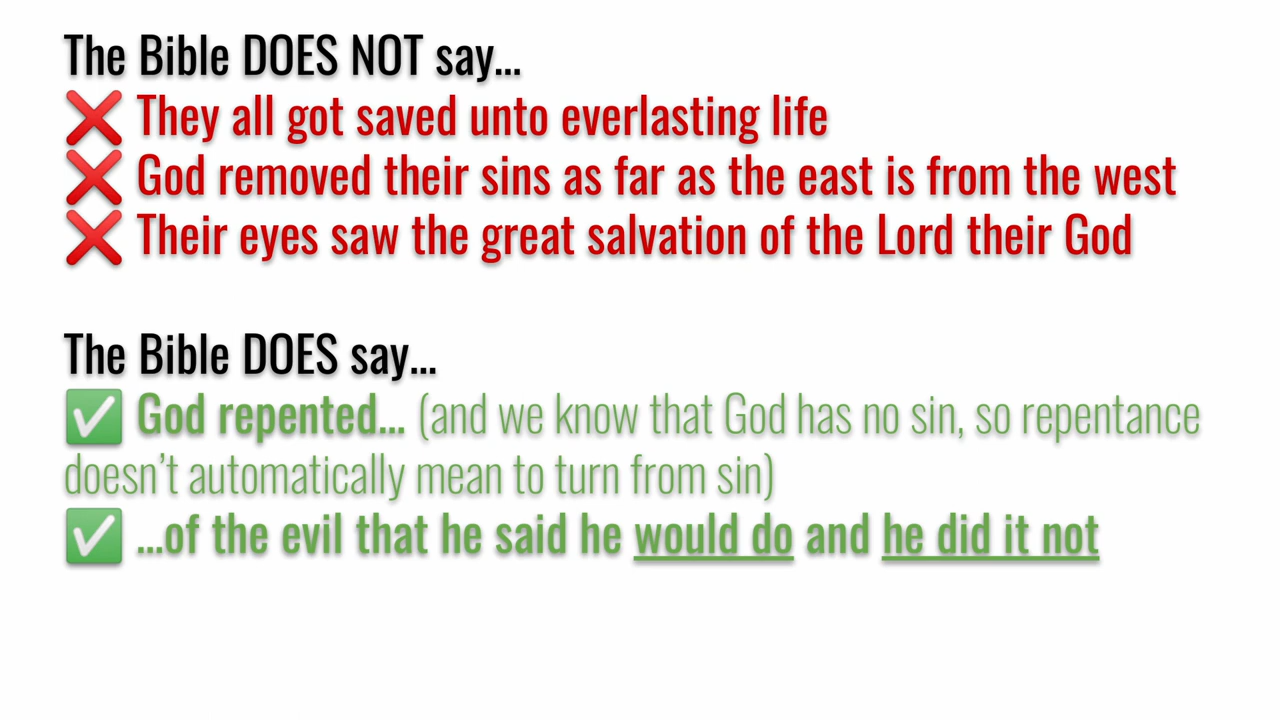 The Bible DOES NOT say...
❌ They all got saved unto everlasting life
❌ God removed their sins as far as the east is from the west
❌ Their eyes saw the great salvation of the Lord their God
The Bible DOES say...
✅ God repented... (and we know that God has no sin, so repentance
doesn't automatically mean to turn from sin)
✅ ...of the evil that he said he would do and he did it not